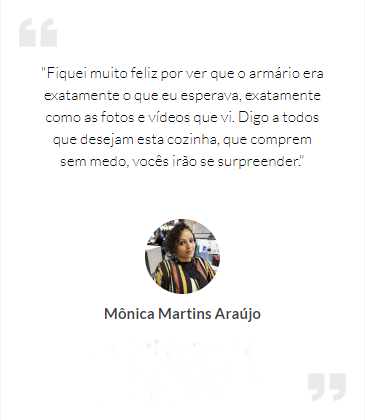 "Fiquei muito feliz por ver que o armário era
exatamente o que eu esperava, exatamente
como as fotos e vídeos que vi. Digo a todos
que desejam esta cozinha, que comprem
sem medo, vocês irão se surpreender."
Mônica Martins Araújo